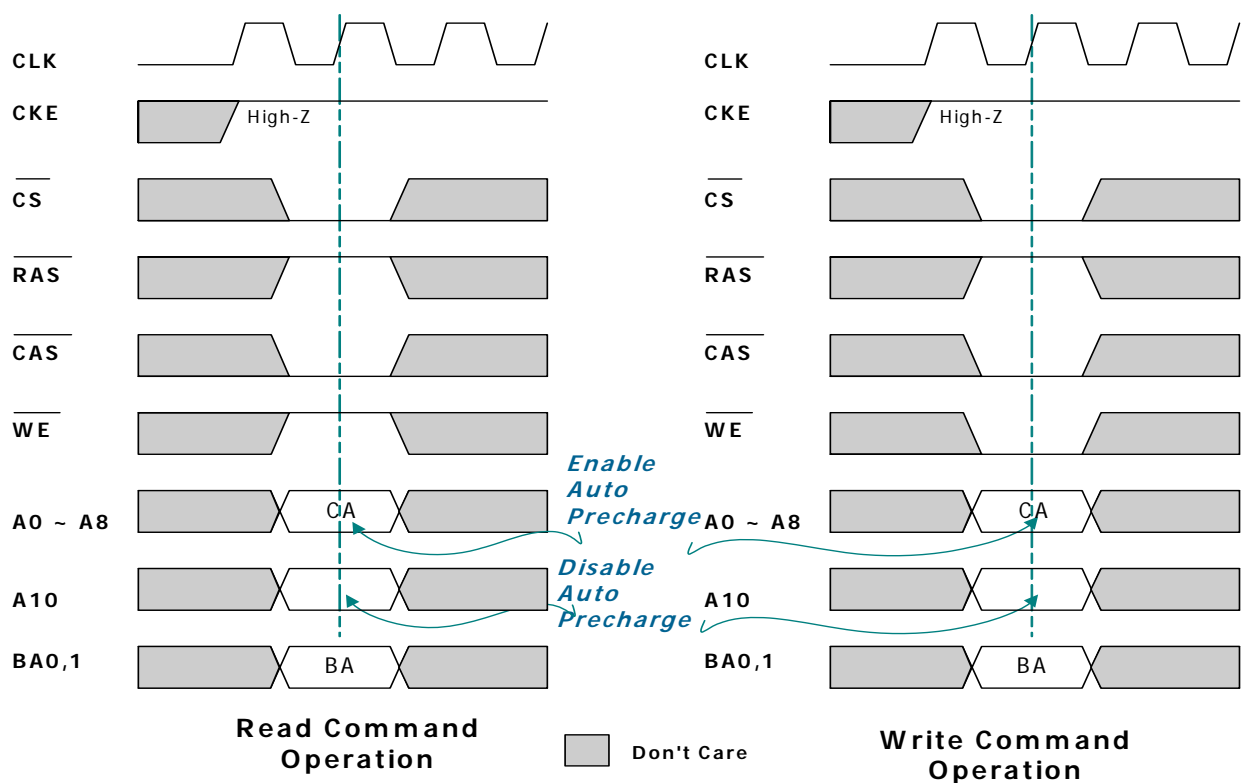 CLK
CKE
High-Z
CS
RAS
CAS
WE
A0 ~ A8
CA
A10
BA0,1
BA
Read Command
Operation
Enable
Auto
Precharge
Disable
Auto
Precharge
Don't Care
CLK
CKE
High-Z
CS
RAS
CAS
WE
A0 ~ A8
CA
A10
BA0,1
BA
Write Command
Operation